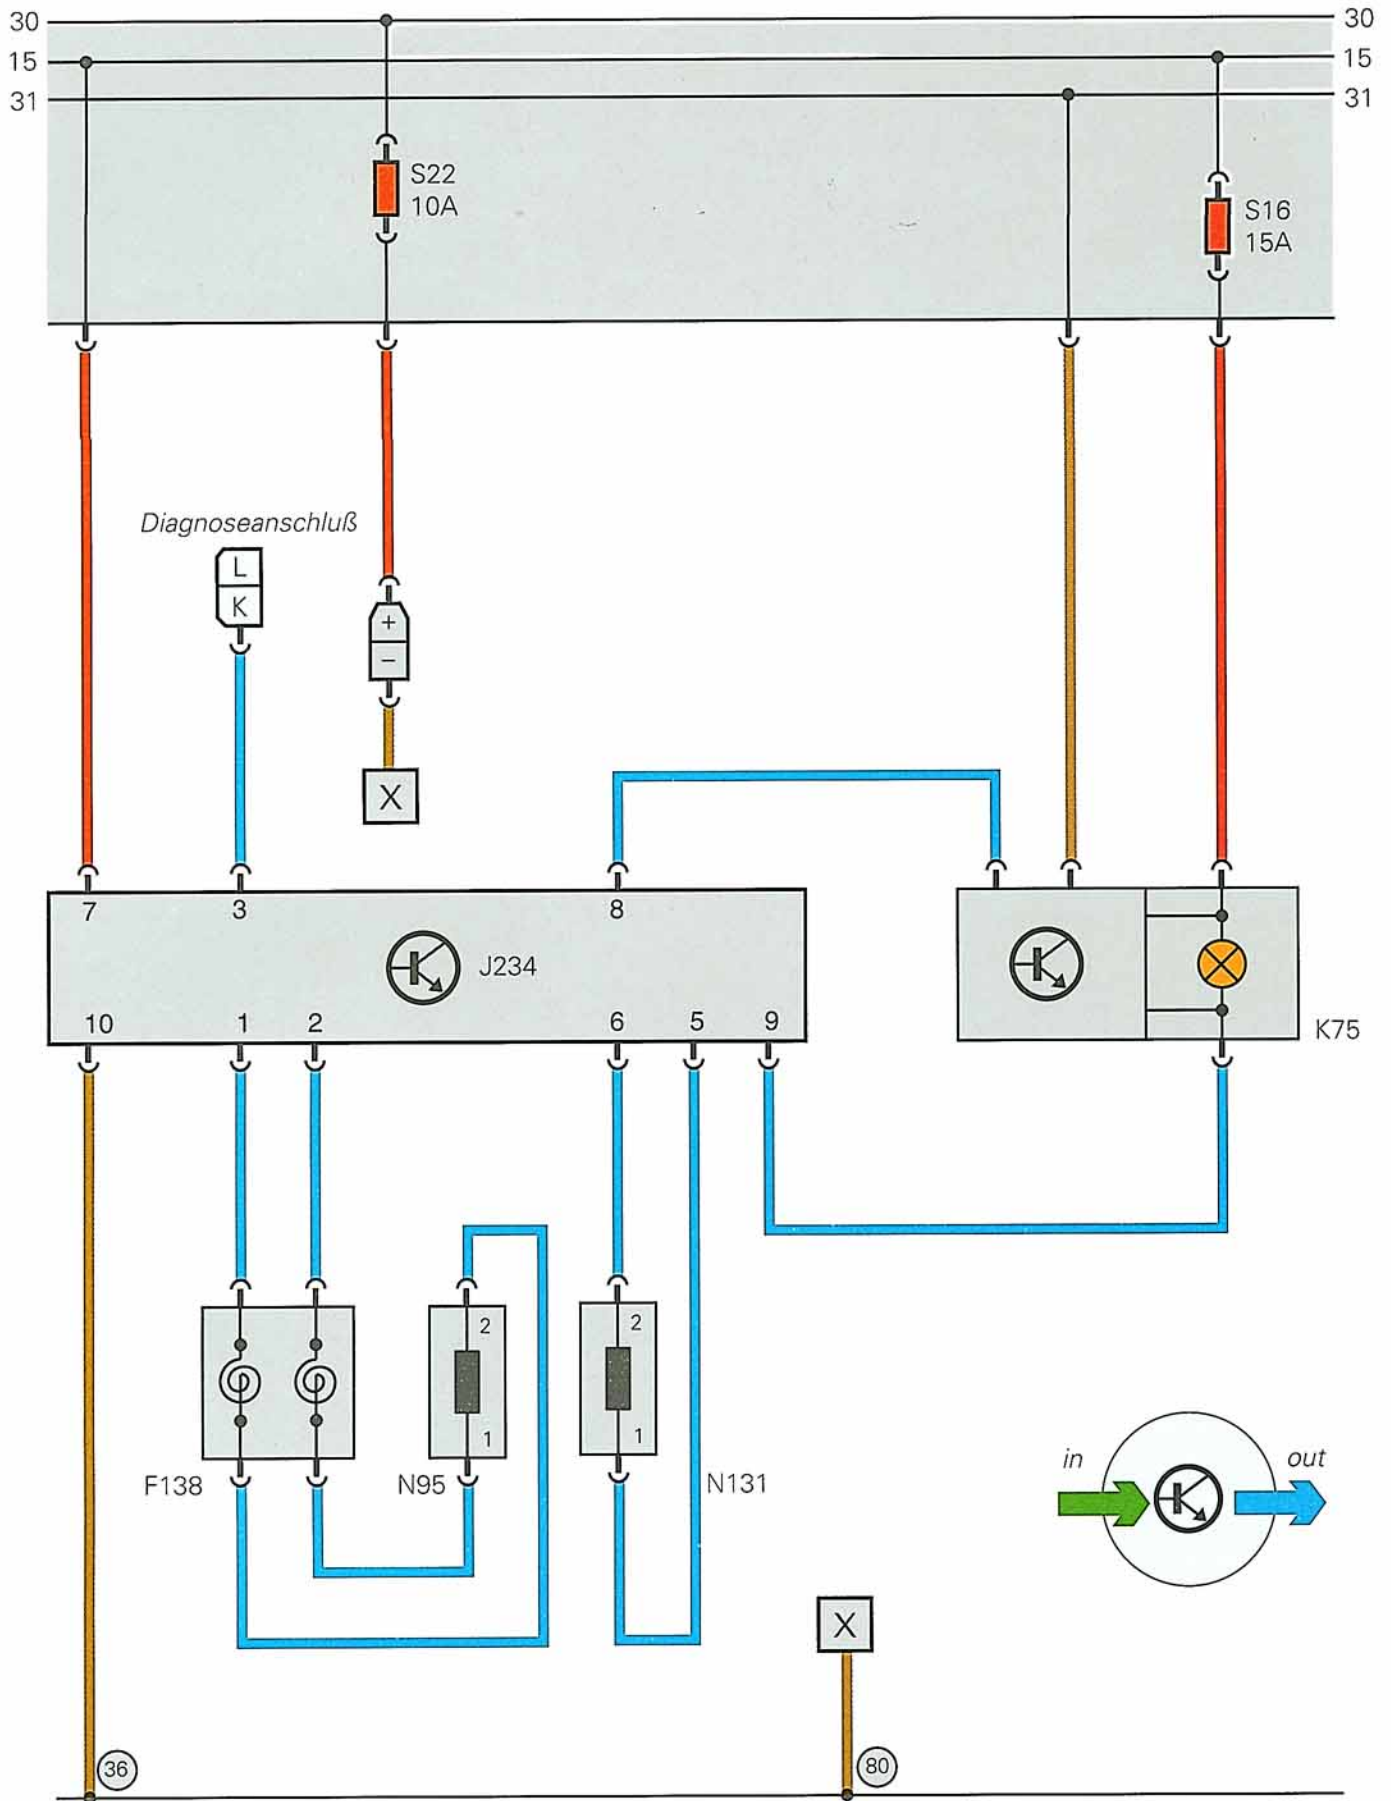 30 30
15 15
31 31
S22
10A
S16
15A
Diagnoseanschluß
L
K
+
−
X
7 3 8
J234
10 1 2 6 5 9
K75
2
1
2
1
F138 N95 N131
in out
X
36 80